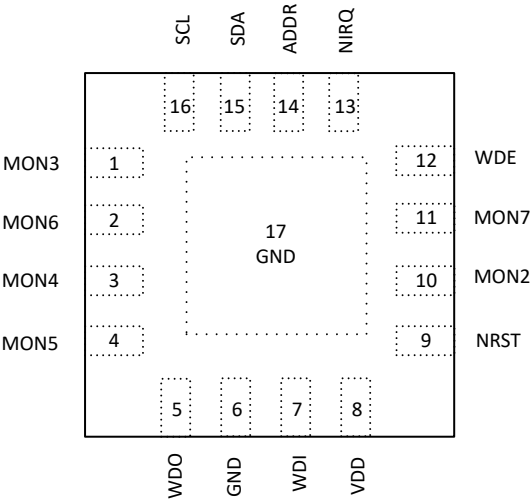 SCL SDA ADDR NIRQ
16 15 14 13
MON3 1 12 WDE
MON6 2 11 MON7
17
GND
MON4 3 10 MON2
MON5 4 9 NRST
5 6 7 8
WDO GND WDI VDD